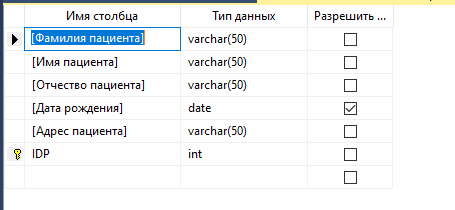 Имя столбца Тип данных Разрешить ...
[Фамилия пациента] varchar(50)
[Имя пациента] varchar(50)
[Отчество пациента] varchar(50)
[Дата рождения] date
[Адрес пациента] varchar(50)
IDP int